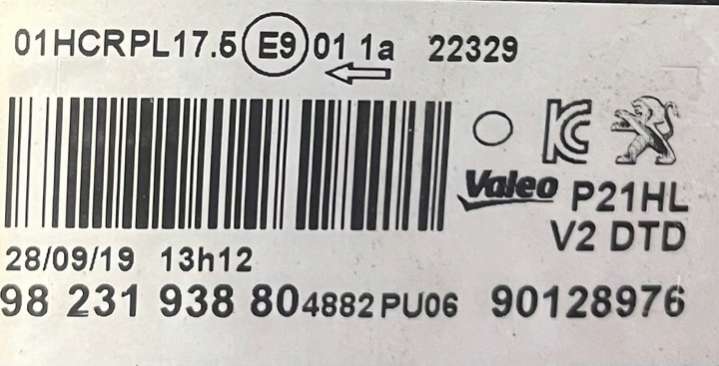 01HCRPL17.5 E9 01 1a 22329
KC
Valeo P21HL
V2 DTD
28/09/19 13h12
98 231 938 80 4882 PU06 90128976